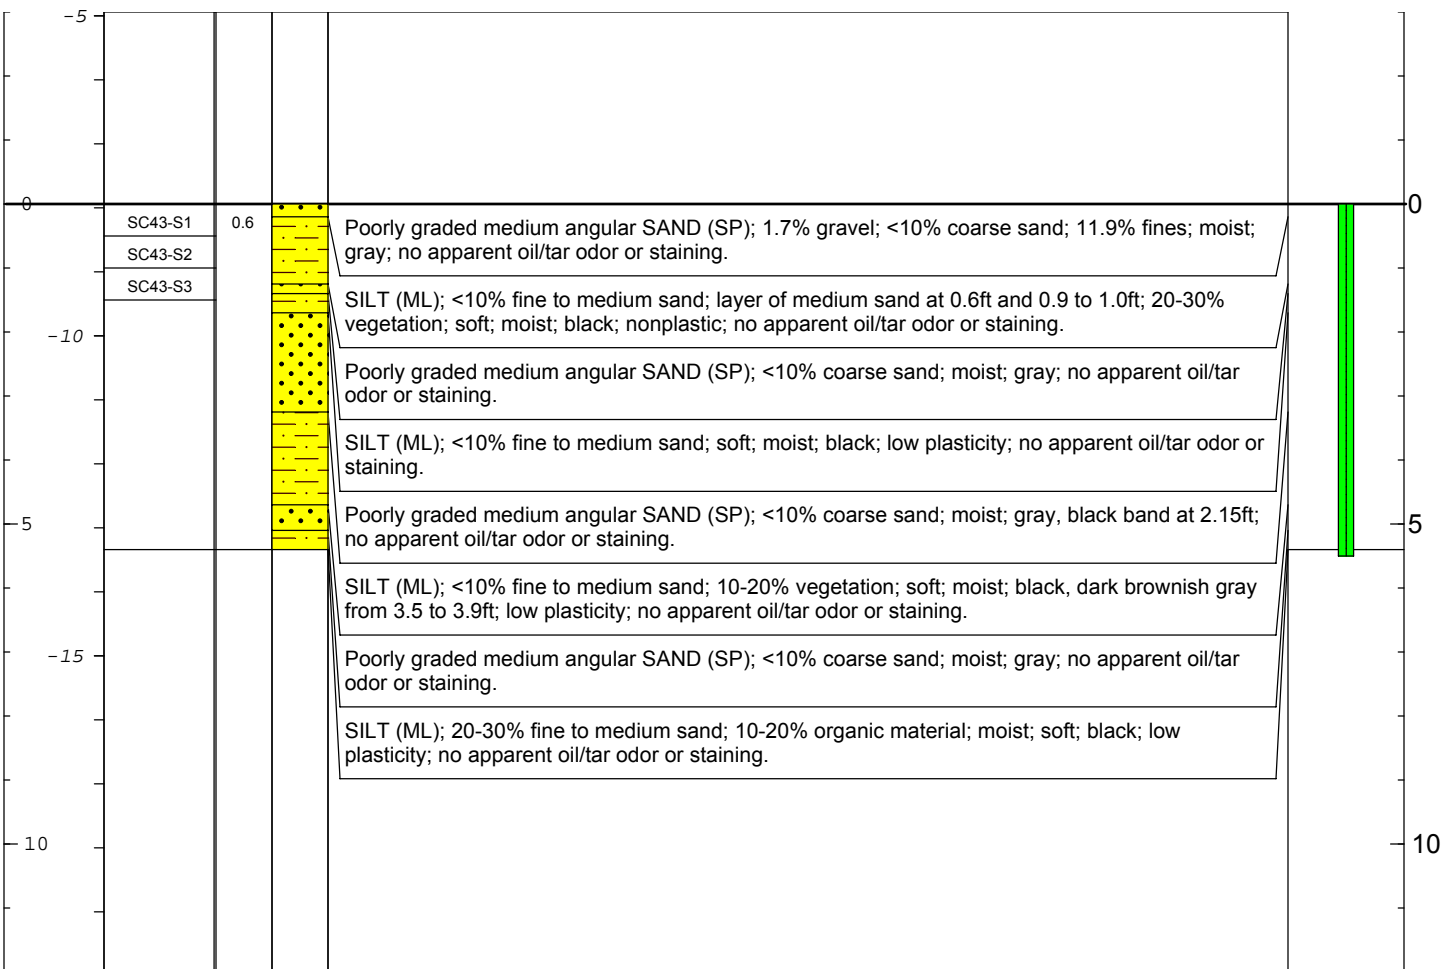 -5
0
0
SC43-S1
0.6
Poorly graded medium angular SAND (SP); 1.7% gravel; <10% coarse sand; 11.9% fines; moist;
gray; no apparent oil/tar odor or staining.
SC43-S2
SC43-S3
SILT (ML); <10% fine to medium sand; layer of medium sand at 0.6ft and 0.9 to 1.0ft; 20-30%
vegetation; soft; moist; black; nonplastic; no apparent oil/tar odor or staining.
-10
Poorly graded medium angular SAND (SP); <10% coarse sand; moist; gray; no apparent oil/tar
odor or staining.
SILT (ML); <10% fine to medium sand; soft; moist; black; low plasticity; no apparent oil/tar odor or
staining.
Poorly graded medium angular SAND (SP); <10% coarse sand; moist; gray, black band at 2.15ft;
no apparent oil/tar odor or staining.
5
5
SILT (ML); <10% fine to medium sand; 10-20% vegetation; soft; moist; black, dark brownish gray
from 3.5 to 3.9ft; low plasticity; no apparent oil/tar odor or staining.
-15
Poorly graded medium angular SAND (SP); <10% coarse sand; moist; gray; no apparent oil/tar
odor or staining.
SILT (ML); 20-30% fine to medium sand; 10-20% organic material; moist; soft; black; low
plasticity; no apparent oil/tar odor or staining.
10
10